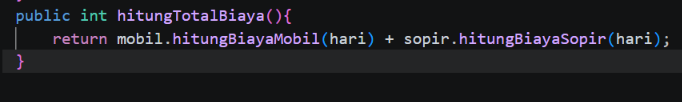 public int hitungTotalBiaya(){
    return mobil.hitungBiayaMobil(hari) + sopir.hitungBiayaSopir(hari);
}